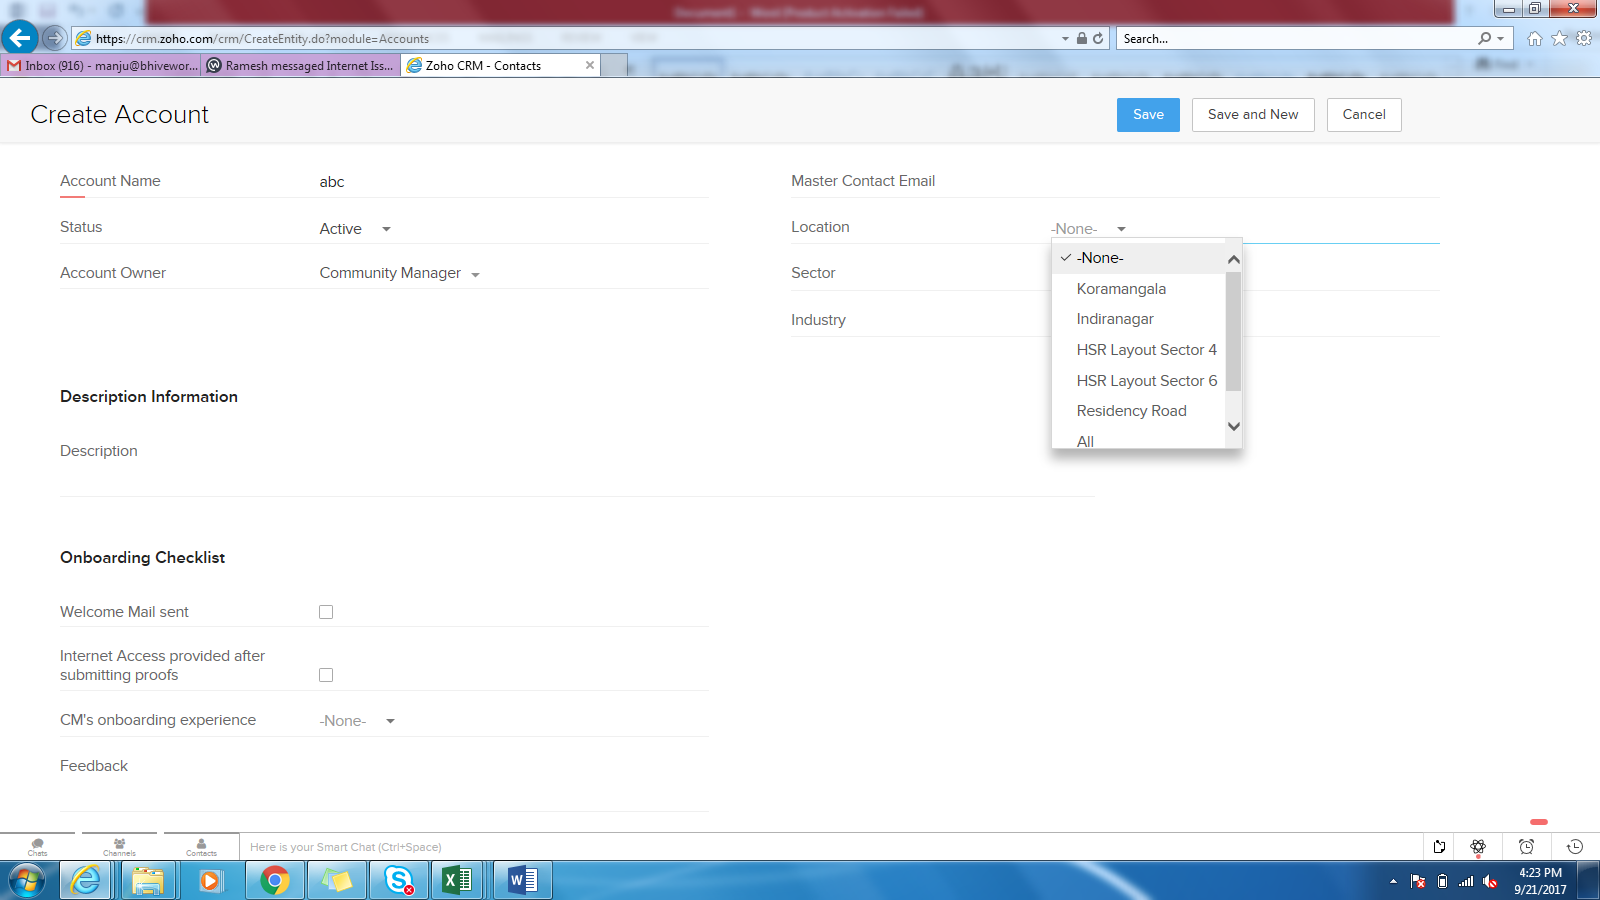 https://crm.zoho.com/crm/CreateEntity.do?module=Accounts
Search...
Inbox (916) - manju@bhivewor...
Ramesh messaged Internet Iss...
Zoho CRM - Contacts
Create Account
Save
Save and New
Cancel
Account Name
abc
Master Contact Email
Status
Active
Location
-None-
Account Owner
Community Manager
Sector
Industry
-None-
Koramangala
Indiranagar
HSR Layout Sector 4
HSR Layout Sector 6
Residency Road
All
Description Information
Description
Onboarding Checklist
Welcome Mail sent
Internet Access provided after
submitting proofs
CM's onboarding experience
-None-
Feedback
Chats
Channels
Contacts
Here is your Smart Chat (Ctrl+Space)
4:23 PM
9/21/2017